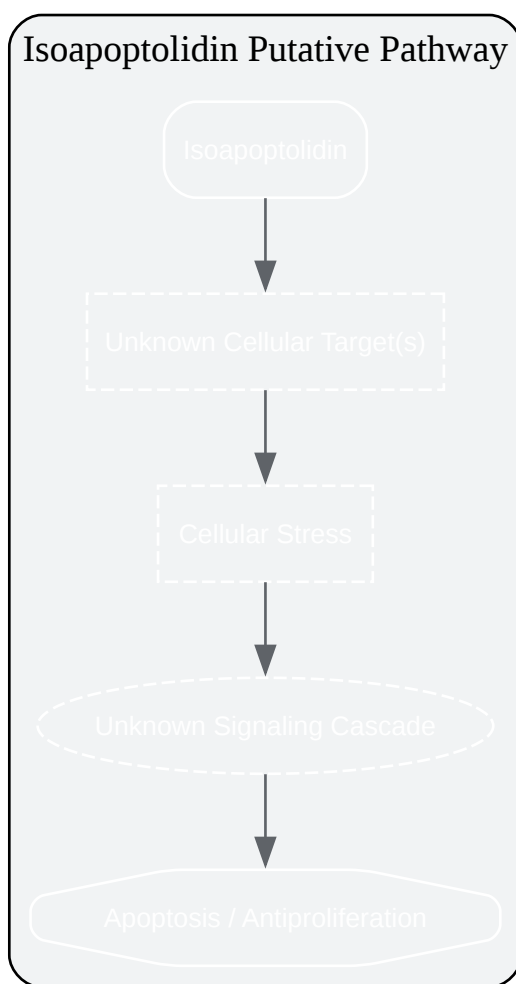 Isoapoptolidin Putative Pathway
Isoapoptolidin
Unknown Cellular Target(s)
Cellular Stress
Unknown Signaling Cascade
Apoptosis / Antiproliferation